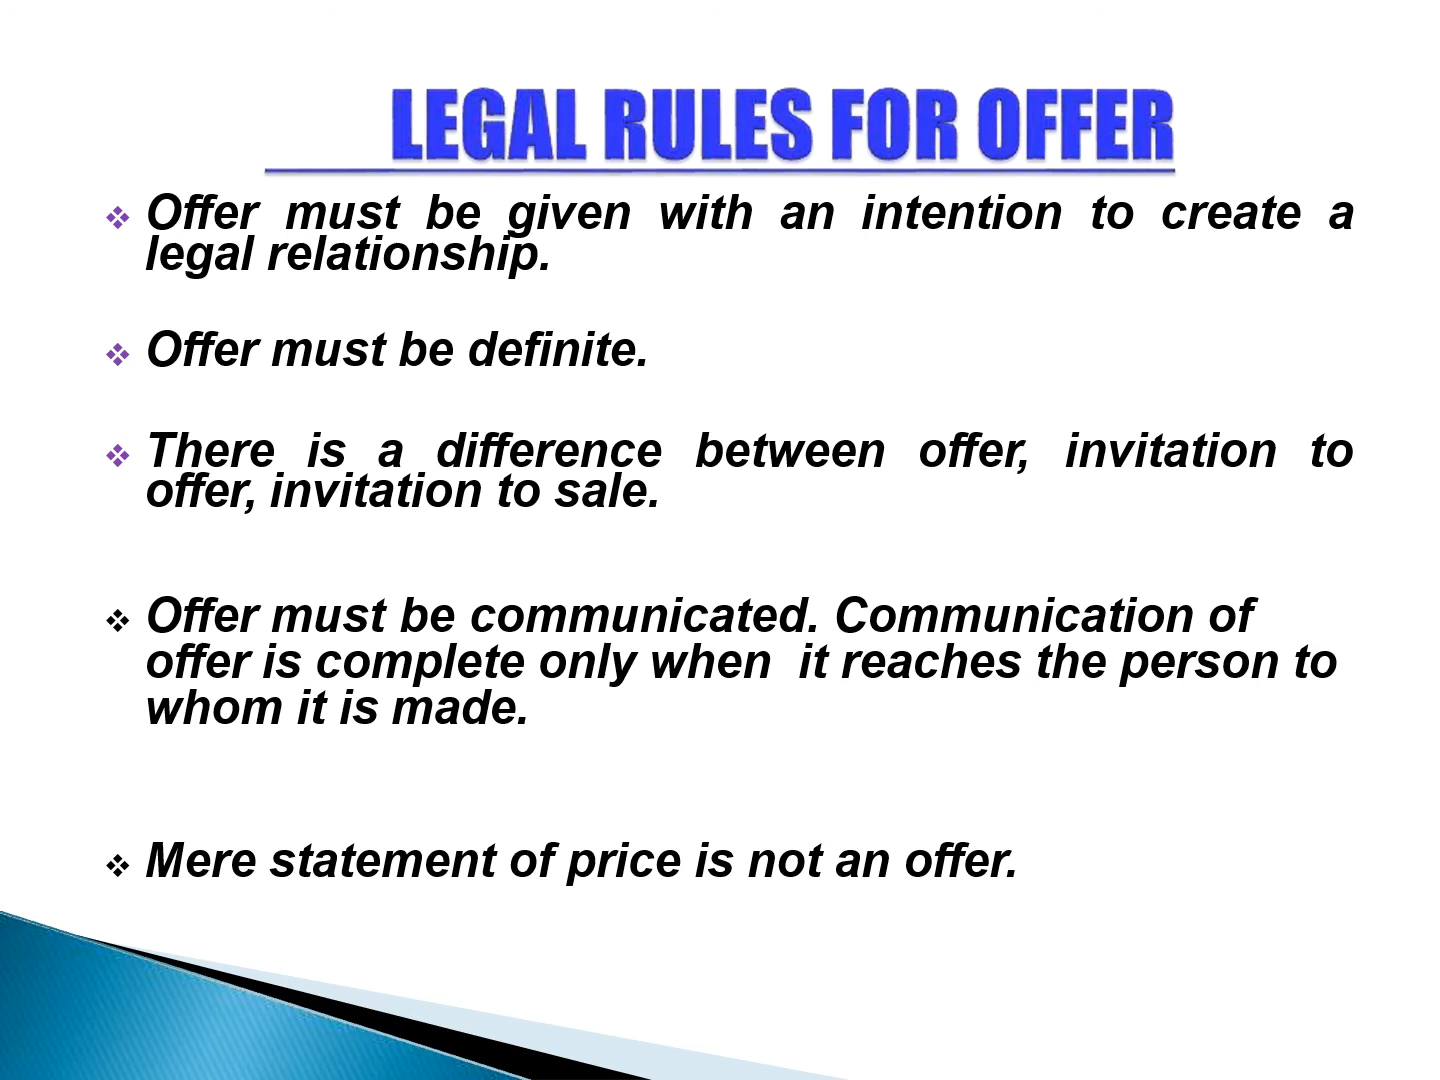 LEGAL RULES FOR OFFER
❖ Offer must be given with an intention to create a
legal relationship.
❖ Offer must be definite.
❖ There is a difference between offer, invitation to
offer, invitation to sale.
❖ Offer must be communicated. Communication of
offer is complete only when  it reaches the person to
whom it is made.
❖ Mere statement of price is not an offer.